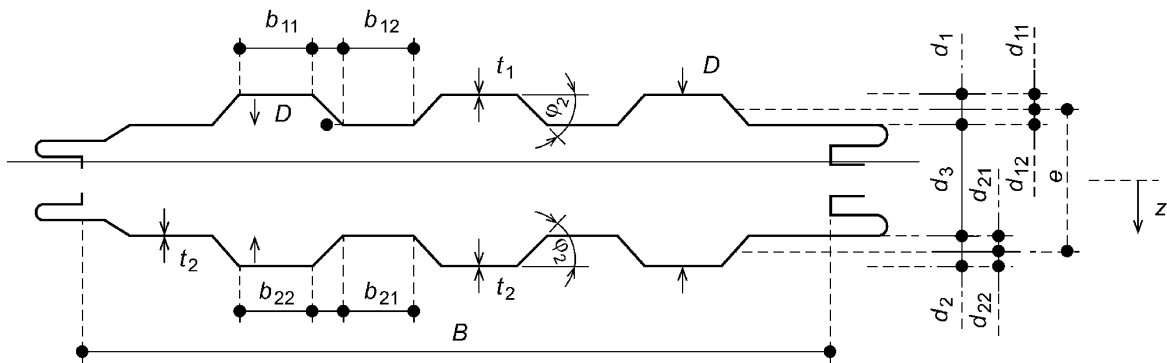 b11 b12
t1 D d1 d11
D φ2
d3 d21 d12 e
z
t2 φ2
b22 b21 t2 d2 d22
B